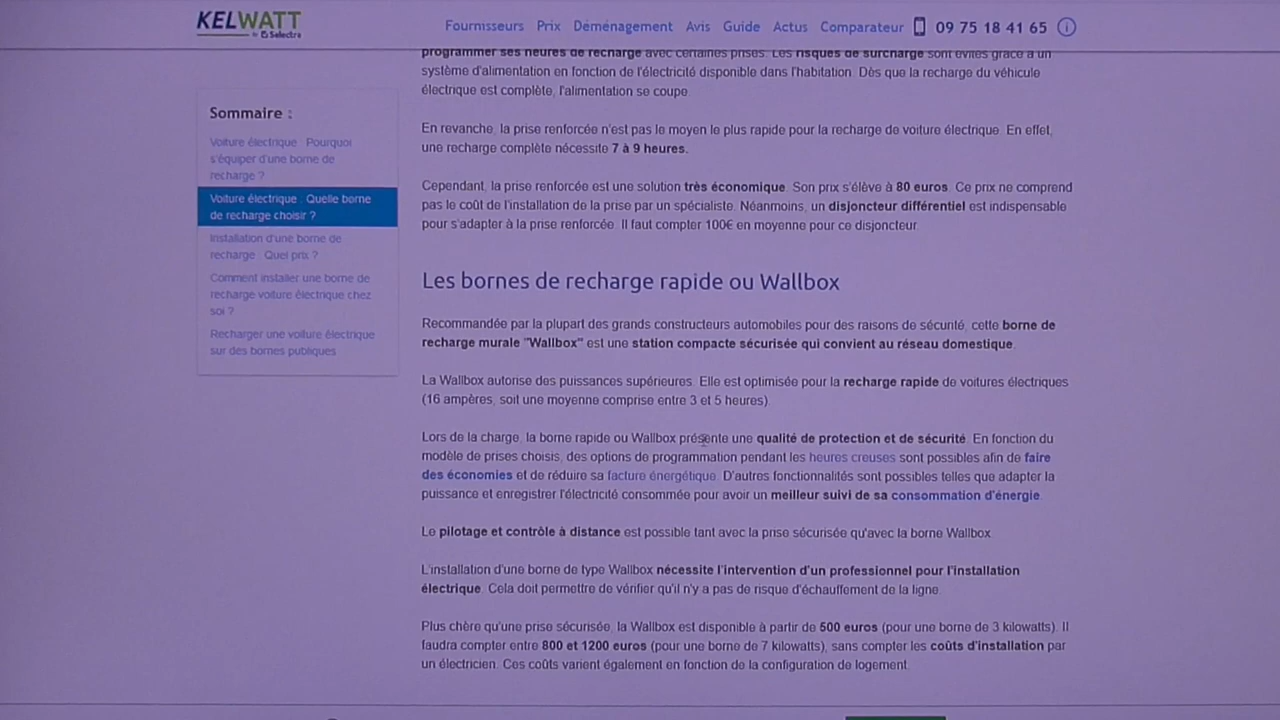 KELWATT
by Selectra
Fournisseurs Prix Déménagement Avis Guide Actus Comparateur 09 75 18 41 65
programmer ses heures de recharge avec certaines prises. Les risques de surcharge sont évités grâce à un
système d'alimentation en fonction de l'électricité disponible dans l'habitation. Dès que la recharge du véhicule
électrique est complète, l'alimentation se coupe.
Sommaire :
Voiture électrique : Pourquoi
s'équiper d'une borne de
recharge ?
Voiture électrique : Quelle borne
de recharge choisir ?
Installation d'une borne de
recharge : Quel prix ?
Comment installer une borne de
recharge voiture électrique chez
soi ?
Recharger une voiture électrique
sur des bornes publiques
En revanche, la prise renforcée n'est pas le moyen le plus rapide pour la recharge de voiture électrique. En effet,
une recharge complète nécessite 7 à 9 heures.
Cependant, la prise renforcée est une solution très économique. Son prix s'élève à 80 euros. Ce prix ne comprend
pas le coût de l'installation de la prise par un spécialiste. Néanmoins, un disjoncteur différentiel est indispensable
pour s'adapter à la prise renforcée. Il faut compter 100€ en moyenne pour ce disjoncteur.
Les bornes de recharge rapide ou Wallbox
Recommandée par la plupart des grands constructeurs automobiles pour des raisons de sécurité, cette borne de
recharge murale "Wallbox" est une station compacte sécurisée qui convient au réseau domestique.
La Wallbox autorise des puissances supérieures. Elle est optimisée pour la recharge rapide de voitures électriques
(16 ampères, soit une moyenne comprise entre 3 et 5 heures).
Lors de la charge, la borne rapide ou Wallbox présente une qualité de protection et de sécurité. En fonction du
modèle de prises choisis, des options de programmation pendant les heures creuses sont possibles afin de faire
des économies et de réduire sa facture énergétique. D'autres fonctionnalités sont possibles telles que adapter la
puissance et enregistrer l'électricité consommée pour avoir un meilleur suivi de sa consommation d'énergie.
Le pilotage et contrôle à distance est possible tant avec la prise sécurisée qu'avec la borne Wallbox.
L'installation d'une borne de type Wallbox nécessite l'intervention d'un professionnel pour l'installation
électrique. Cela doit permettre de vérifier qu'il n'y a pas de risque d'échauffement de la ligne.
Plus chère qu'une prise sécurisée, la Wallbox est disponible à partir de 500 euros (pour une borne de 3 kilowatts). Il
faudra compter entre 800 et 1200 euros (pour une borne de 7 kilowatts), sans compter les coûts d'installation par
un électricien. Ces coûts varient également en fonction de la configuration de logement.